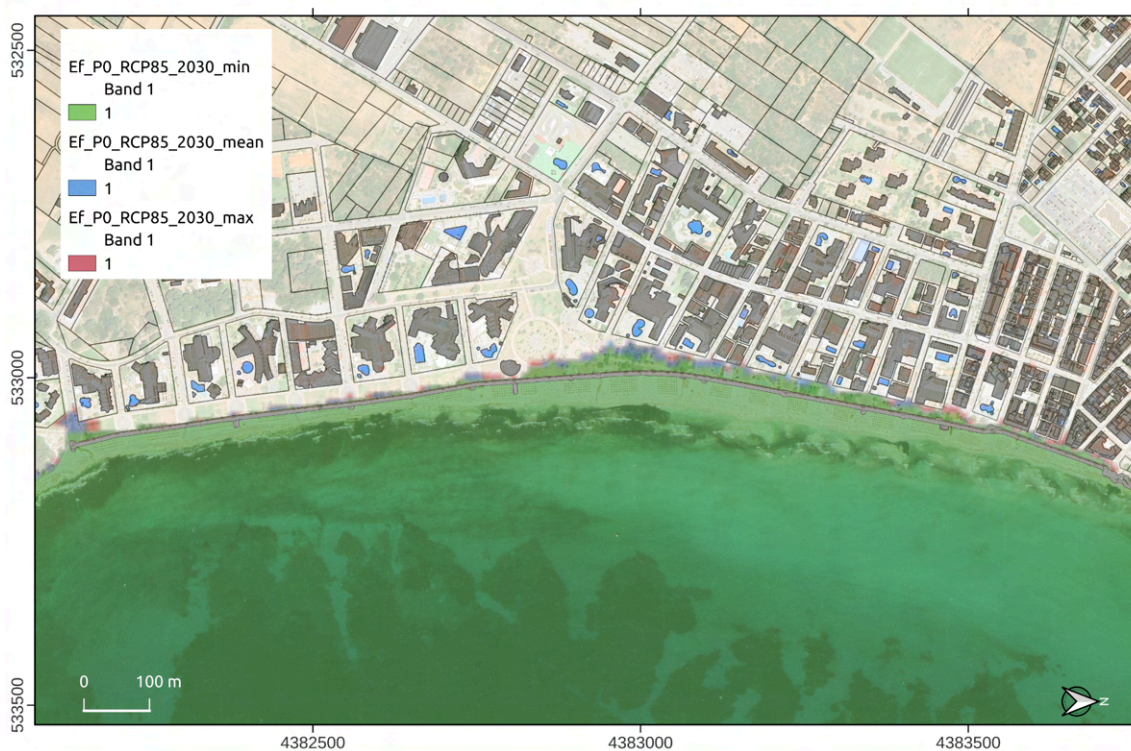 532500
Ef_P0_RCP85_2030_min
Band 1
1
Ef_P0_RCP85_2030_mean
Band 1
1
Ef_P0_RCP85_2030_max
Band 1
1
533000
0 100 m
N
533500
4382500 4383000 4383500